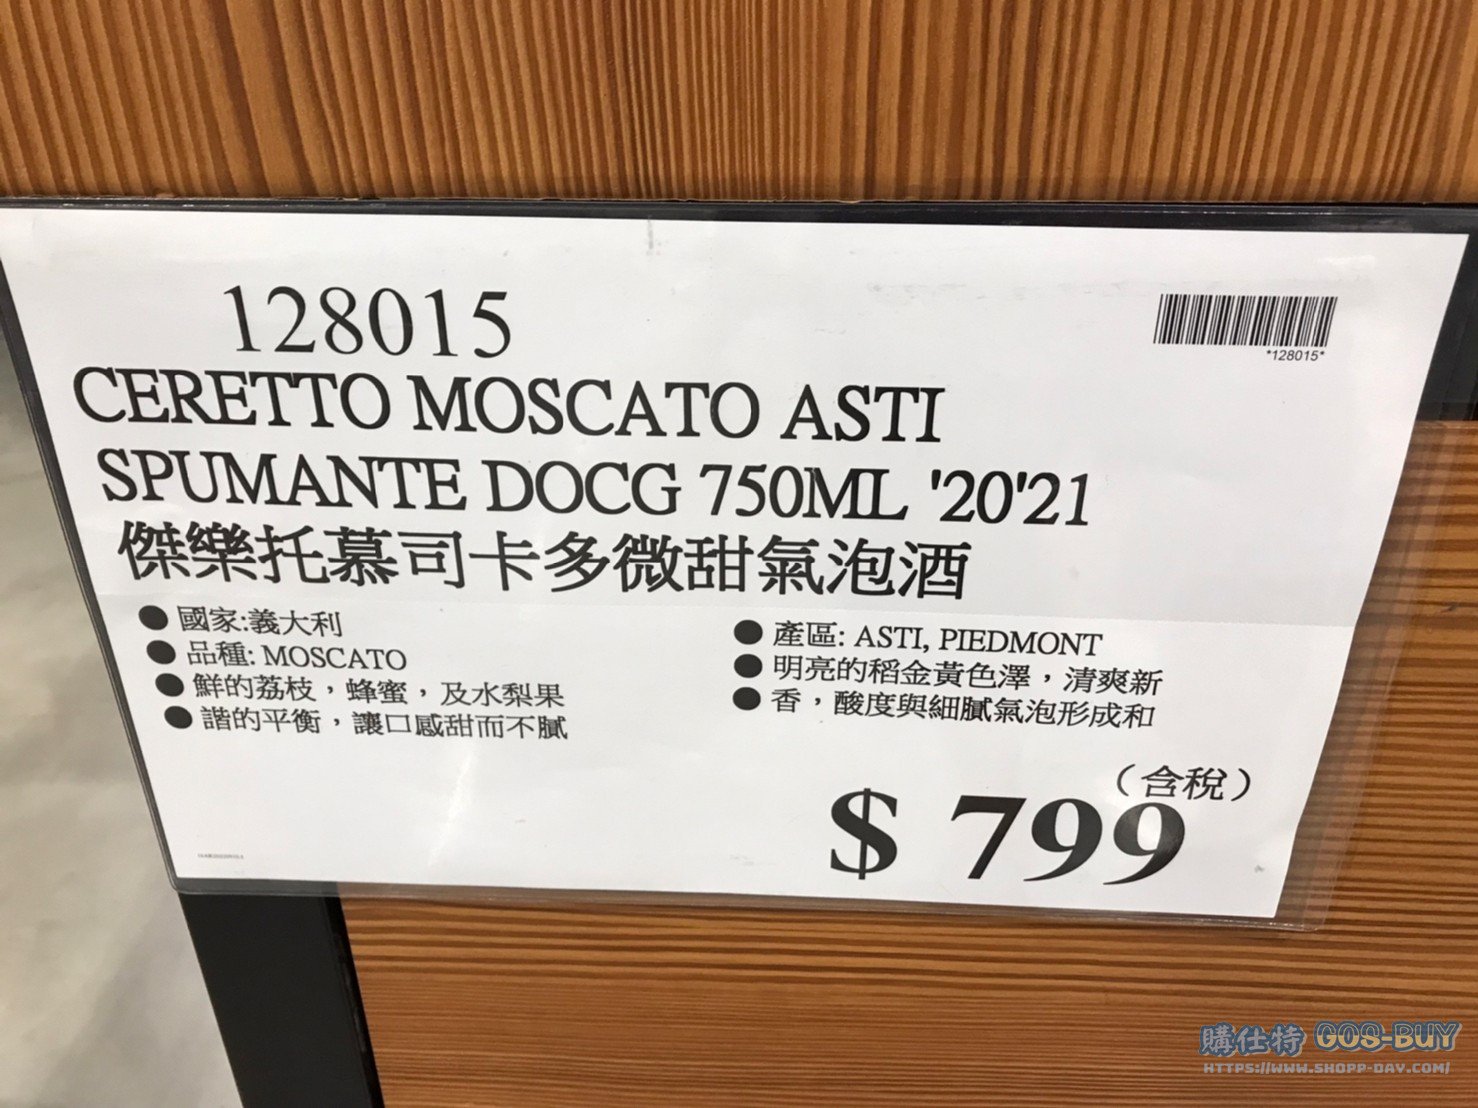 128015
*128015*
CERETTO MOSCATO ASTI
SPUMANTE DOCG 750ML '20'21
傑樂托慕司卡多微甜氣泡酒
● 國家:義大利
● 產區: ASTI, PIEDMONT
● 品種: MOSCATO
● 明亮的稻金黃色澤，清爽新
● 鮮的荔枝，蜂蜜，及水梨果
● 香，酸度與細膩氣泡形成和
● 諧的平衡，讓口感甜而不膩
（含稅）
$ 799
購仕特 GOS-BUY
HTTPS://WWW.SHOPP-DAY.COM/